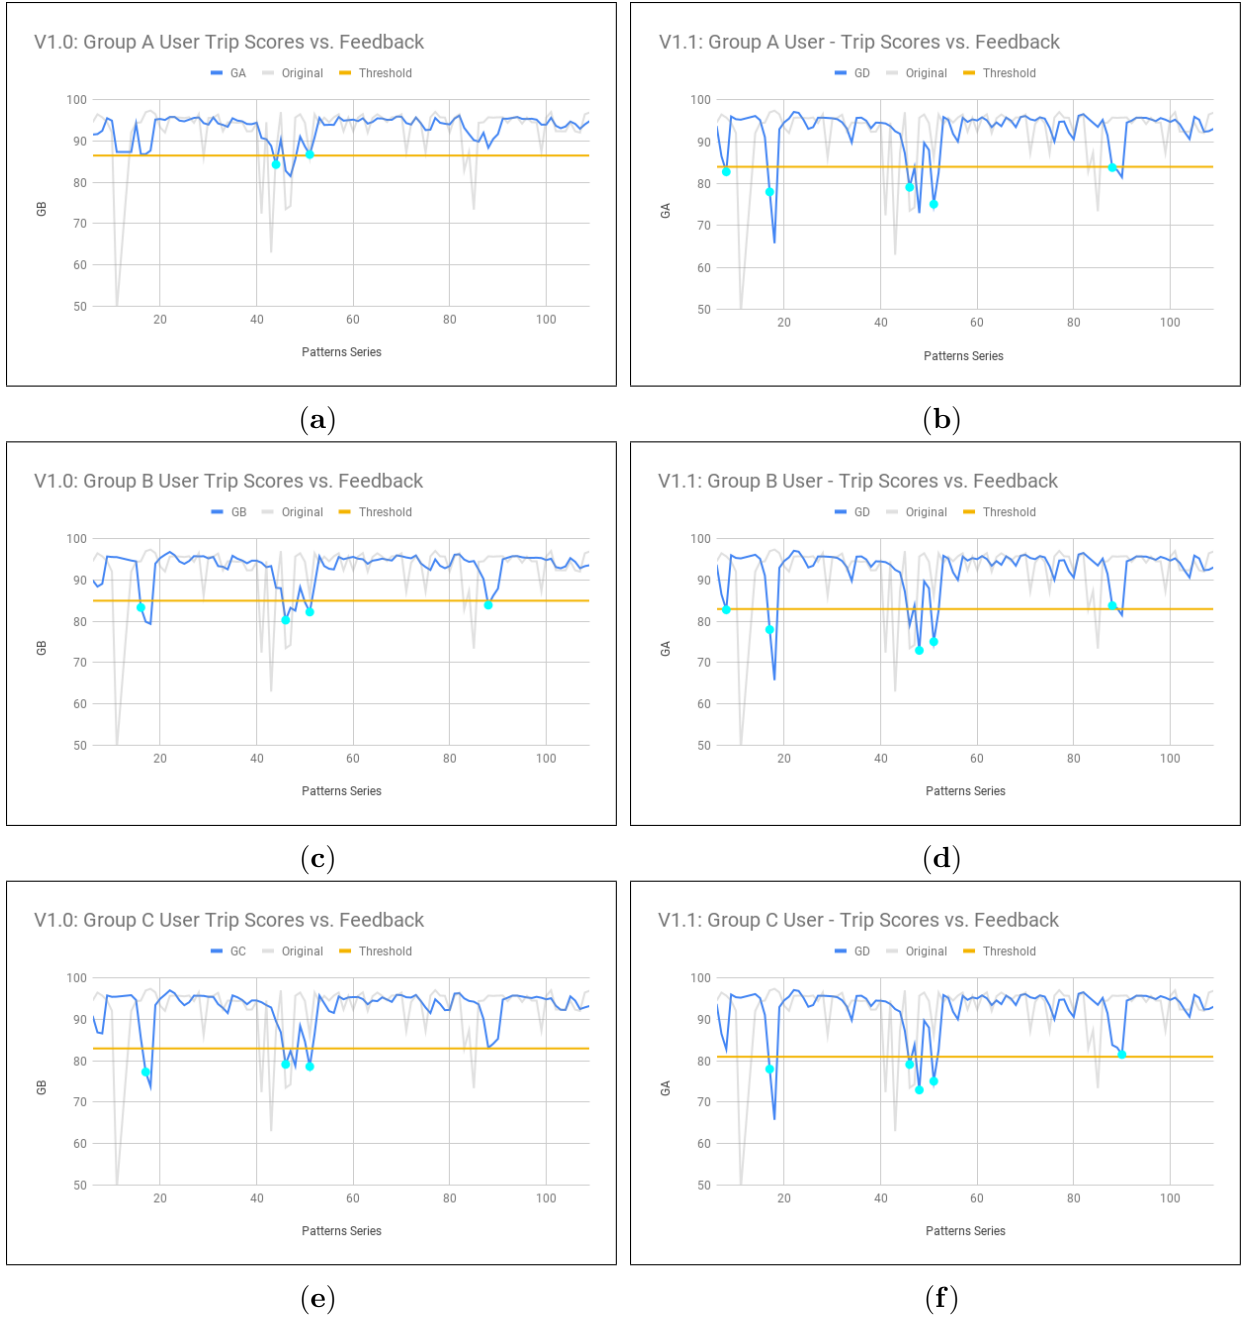 V1.0: Group A User Trip Scores vs. Feedback
GA Original Threshold
100
90
80
70
60
50
GB
20 40 60 80 100
Patterns Series
(a)
V1.1: Group A User - Trip Scores vs. Feedback
GD Original Threshold
100
90
80
70
60
50
GA
20 40 60 80 100
Patterns Series
(b)
V1.0: Group B User Trip Scores vs. Feedback
GB Original Threshold
100
90
80
70
60
50
GB
20 40 60 80 100
Patterns Series
(c)
V1.1: Group B User - Trip Scores vs. Feedback
GD Original Threshold
100
90
80
70
60
50
GA
20 40 60 80 100
Patterns Series
(d)
V1.0: Group C User Trip Scores vs. Feedback
GC Original Threshold
100
90
80
70
60
50
GB
20 40 60 80 100
Patterns Series
(e)
V1.1: Group C User - Trip Scores vs. Feedback
GD Original Threshold
100
90
80
70
60
50
GA
20 40 60 80 100
Patterns Series
(f)